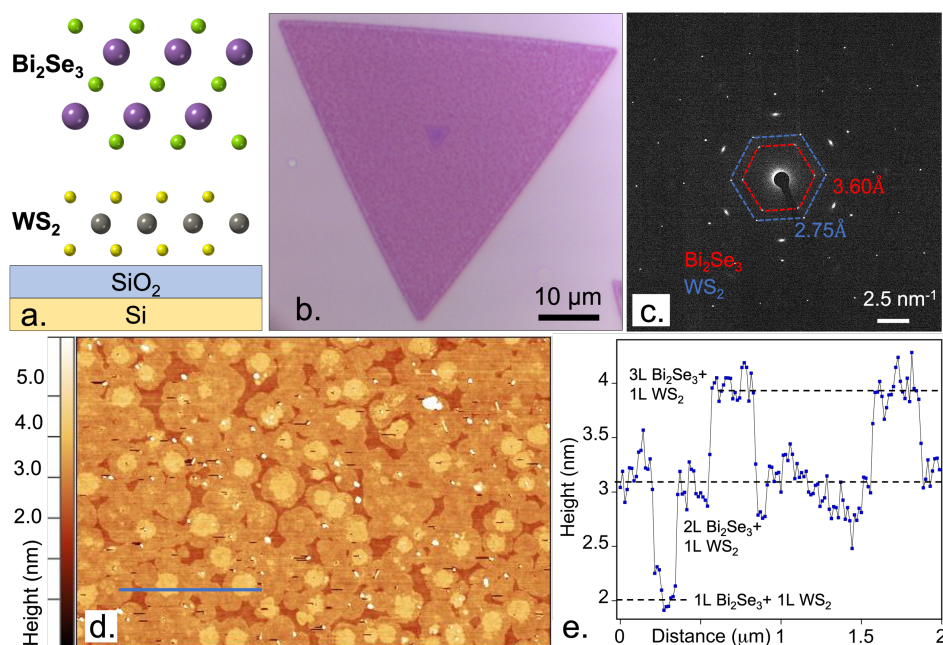 Bi₂Se₃
WS₂
SiO₂
Si
a.
b.
10 µm
c.
3.60Å
2.75Å
Bi₂Se₃
WS₂
2.5 nm⁻¹
Height (nm)
5.0
4.0
3.0
2.0
1.0
d.
Height (nm)
4
3.5
3
2.5
2
3L Bi₂Se₃+
1L WS₂
2L Bi₂Se₃+
1L WS₂
1L Bi₂Se₃+ 1L WS₂
e.
0
Distance (µm)
1
1.5
2